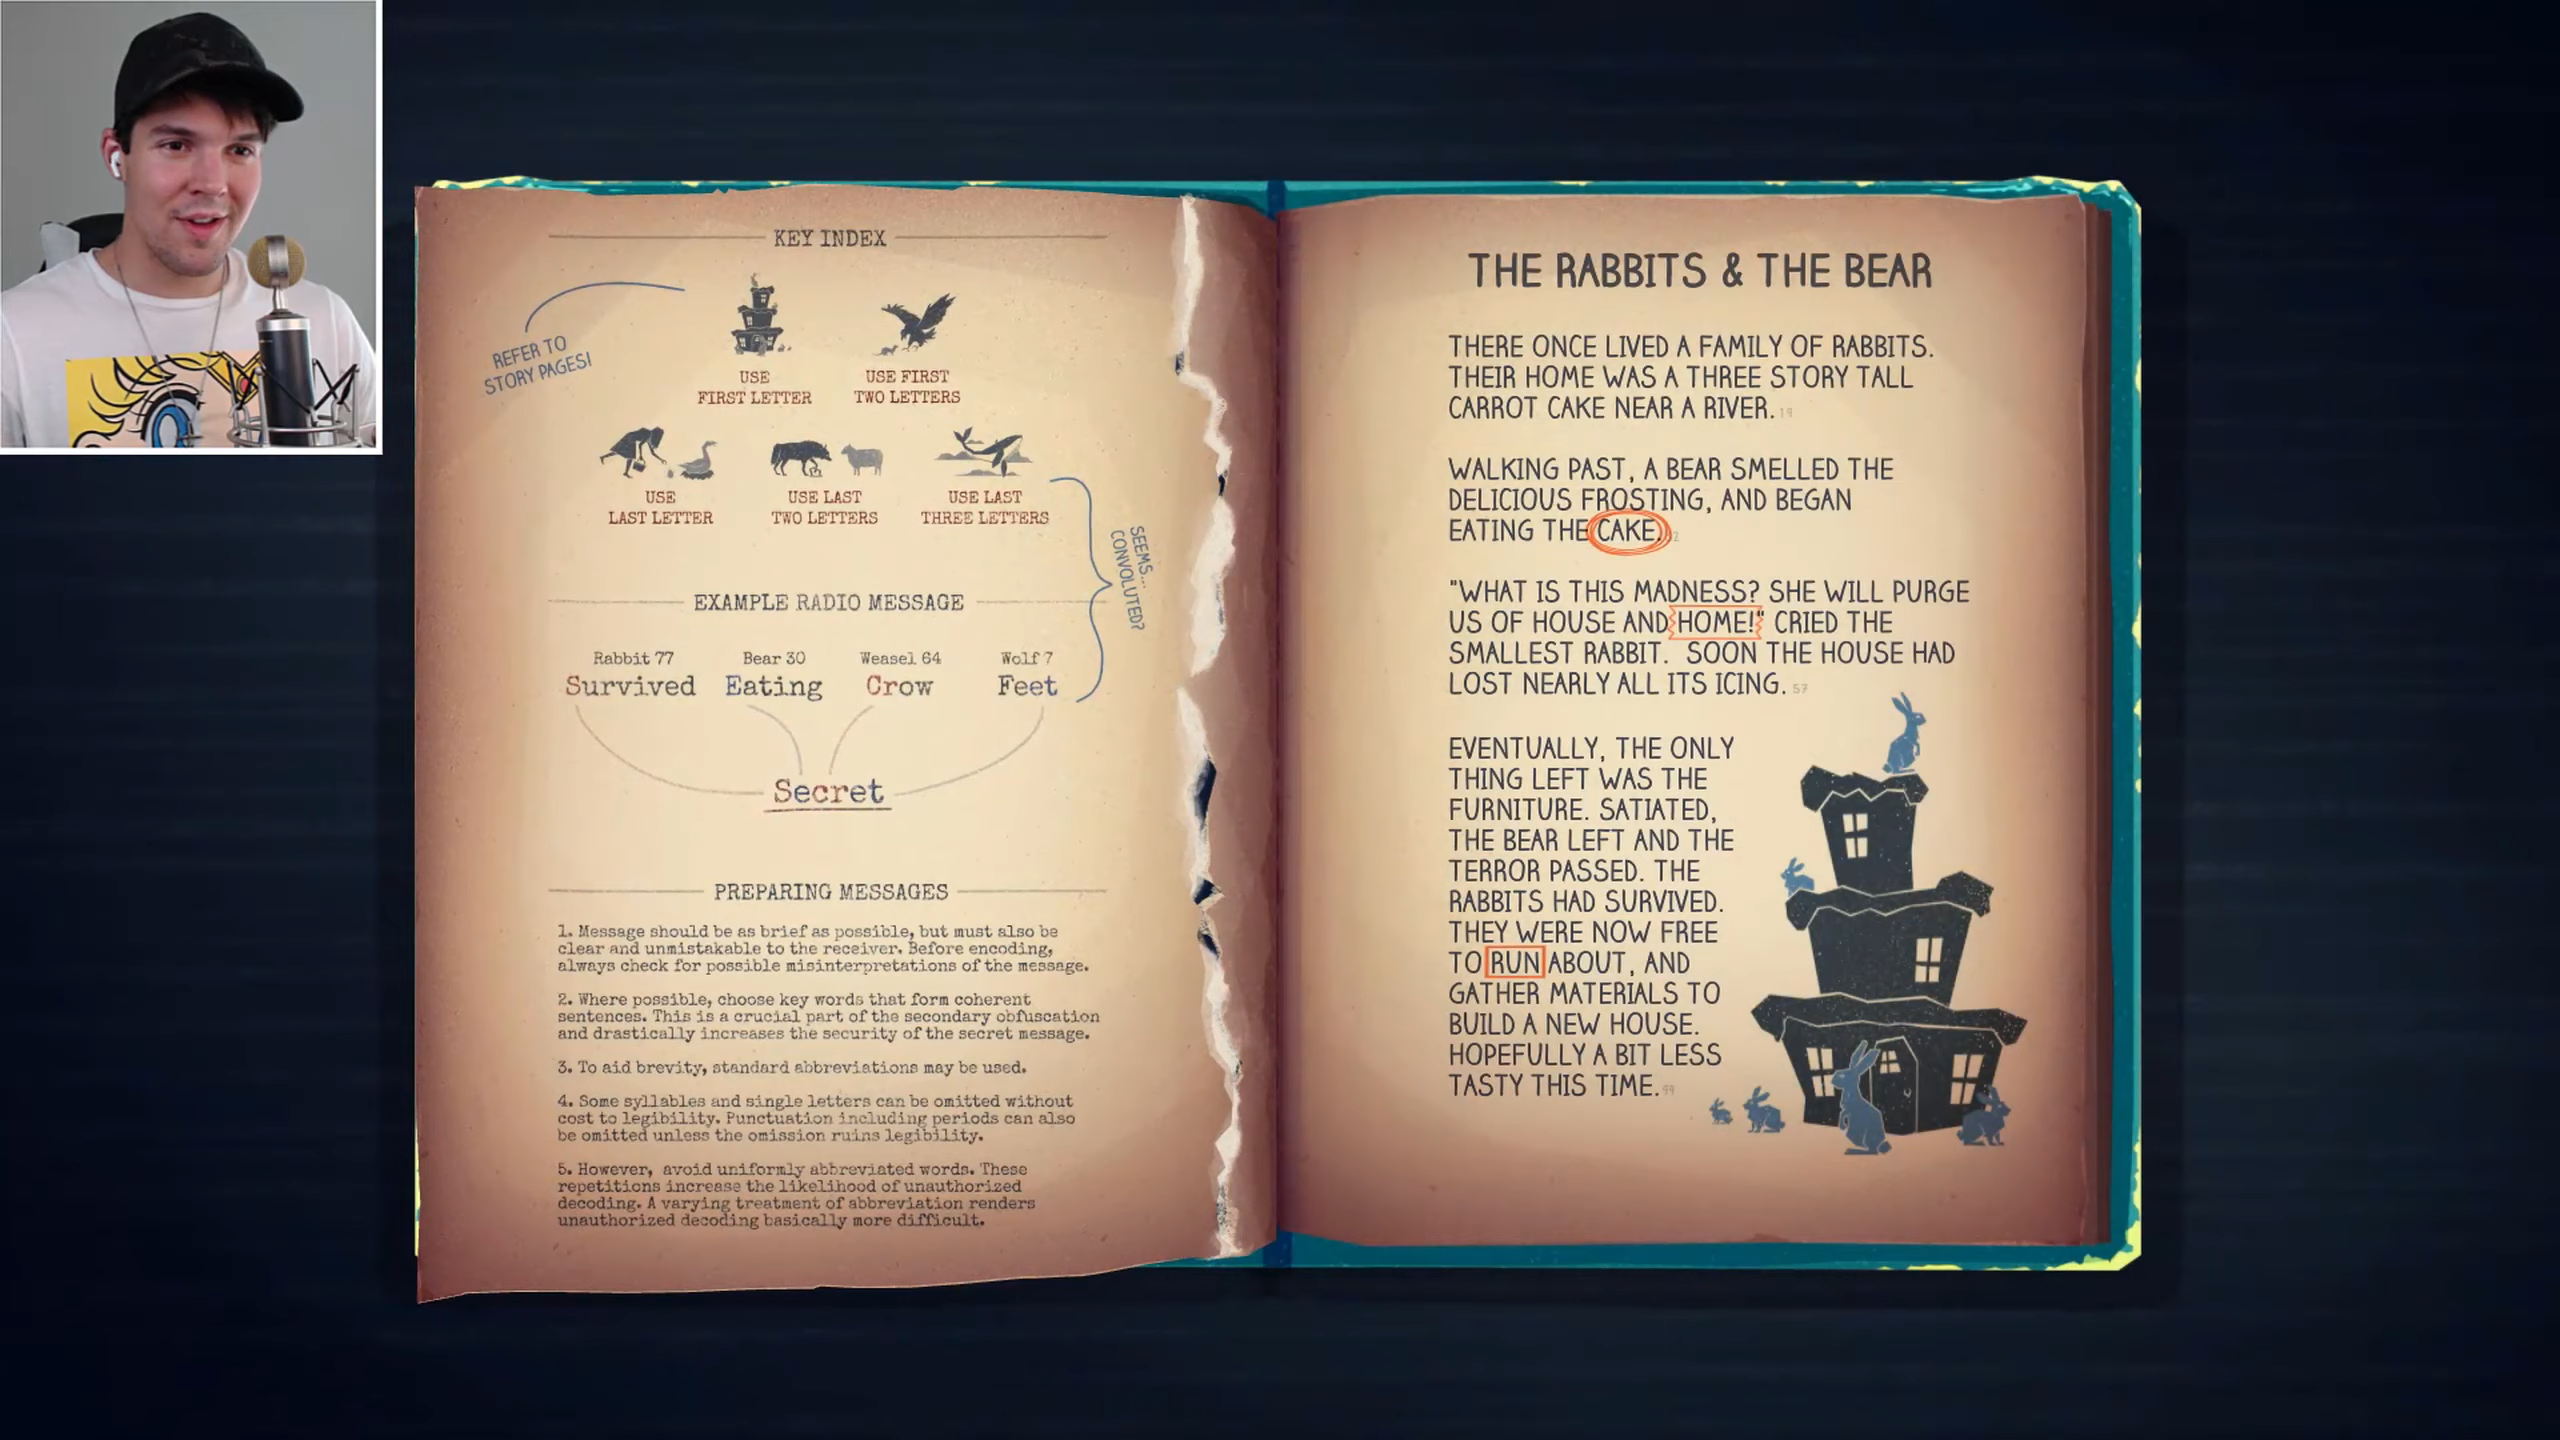 KEY INDEX
REFER TO
STORY PAGES!
USE
FIRST LETTER
USE FIRST
TWO LETTERS
USE
LAST LETTER
USE LAST
TWO LETTERS
USE LAST
THREE LETTERS
SEEMS...
CONVOLUTED?
EXAMPLE RADIO MESSAGE
Rabbit 77 Bear 30 Weasel 64 Wolf 7
Survived Eating Crow Feet
Secret
PREPARING MESSAGES
1. Message should be as brief as possible, but must also be
clear and unmistakable to the receiver. Before encoding,
always check for possible misinterpretations of the message.
2. Where possible, choose key words that form coherent
sentences. This is a crucial part of the secondary obfuscation
and drastically increases the security of the secret message.
3. To aid brevity, standard abbreviations may be used.
4. Some syllables and single letters can be omitted without
cost to legibility. Punctuation including periods can also
be omitted unless the omission ruins legibility.
5. However, avoid uniformly abbreviated words. These
repetitions increase the likelihood of unauthorized
decoding. A varying treatment of abbreviation renders
unauthorized decoding basically more difficult.
THE RABBITS & THE BEAR
THERE ONCE LIVED A FAMILY OF RABBITS.
THEIR HOME WAS A THREE STORY TALL
CARROT CAKE NEAR A RIVER. 19
WALKING PAST, A BEAR SMELLED THE
DELICIOUS FROSTING, AND BEGAN
EATING THE CAKE.
"WHAT IS THIS MADNESS? SHE WILL PURGE
US OF HOUSE AND HOME!" CRIED THE
SMALLEST RABBIT. SOON THE HOUSE HAD
LOST NEARLY ALL ITS ICING. 57
EVENTUALLY, THE ONLY
THING LEFT WAS THE
FURNITURE. SATIATED,
THE BEAR LEFT AND THE
TERROR PASSED. THE
RABBITS HAD SURVIVED.
THEY WERE NOW FREE
TO RUN ABOUT, AND
GATHER MATERIALS TO
BUILD A NEW HOUSE.
HOPEFULLY A BIT LESS
TASTY THIS TIME.